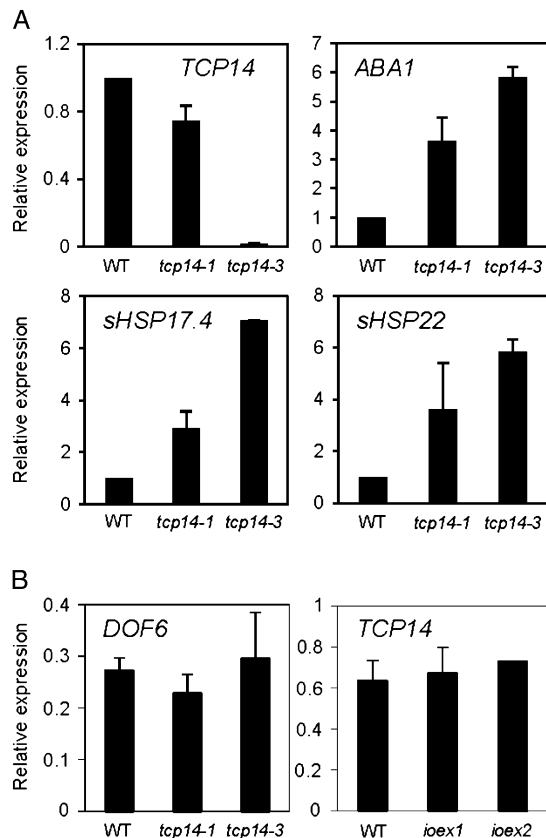 A
Relative expression
1.2
0.8
0.4
0
TCP14
WT tcp14-1 tcp14-3
7
6
5
4
3
2
1
0
ABA1
WT tcp14-1 tcp14-3
Relative expression
8
6
4
2
0
sHSP17.4
WT tcp14-1 tcp14-3
8
6
4
2
0
sHSP22
WT tcp14-1 tcp14-3
B
Relative expression
0.4
0.3
0.2
0.1
0
DOF6
WT tcp14-1 tcp14-3
1
0.8
0.6
0.4
0.2
0
TCP14
WT ioex1 ioex2